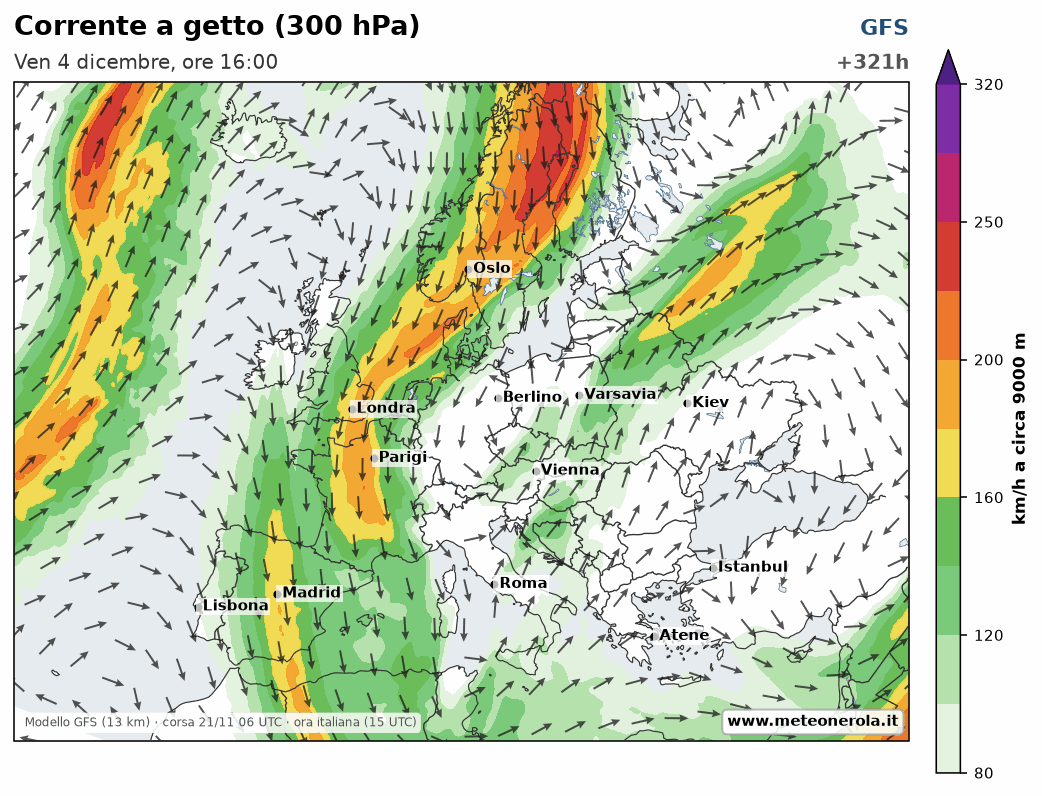 Corrente a getto (300 hPa)
GFS
Ven 4 dicembre, ore 16:00
+321h
320
250
200
160
120
80
km/h a circa 9000 m
Oslo
Londra
Berlino
Varsavia
Kiev
Parigi
Vienna
Istanbul
Roma
Madrid
Lisbona
Atene
Modello GFS (13 km) · corsa 21/11 06 UTC · ora italiana (15 UTC)
www.meteonerola.it